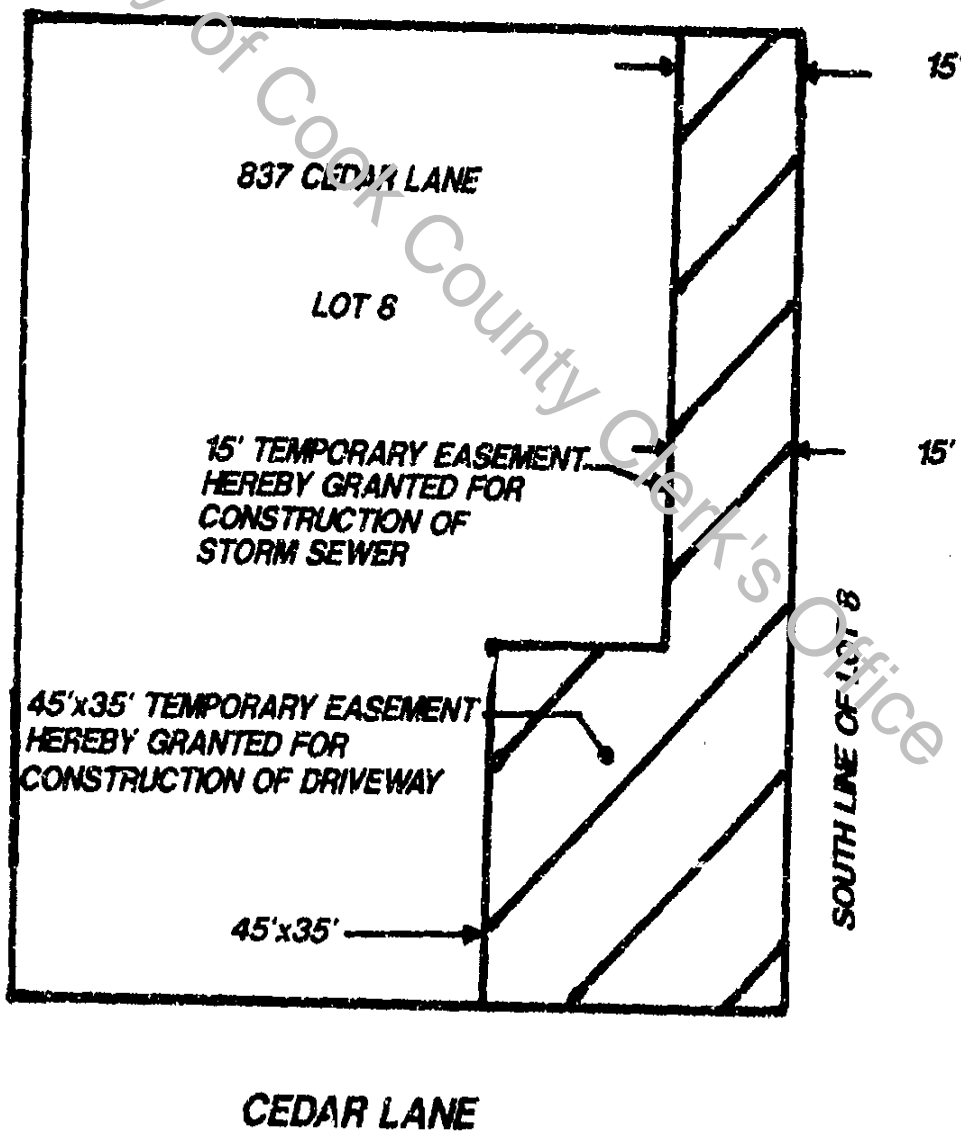 15'
837 CEDAR LANE
LOT 8
15' TEMPORARY EASEMENT
HEREBY GRANTED FOR
CONSTRUCTION OF
STORM SEWER
15'
SOUTH LINE OF LOT 8
45'x35' TEMPORARY EASEMENT
HEREBY GRANTED FOR
CONSTRUCTION OF DRIVEWAY
45'x35'
CEDAR LANE
of Cook County Clerk's Office